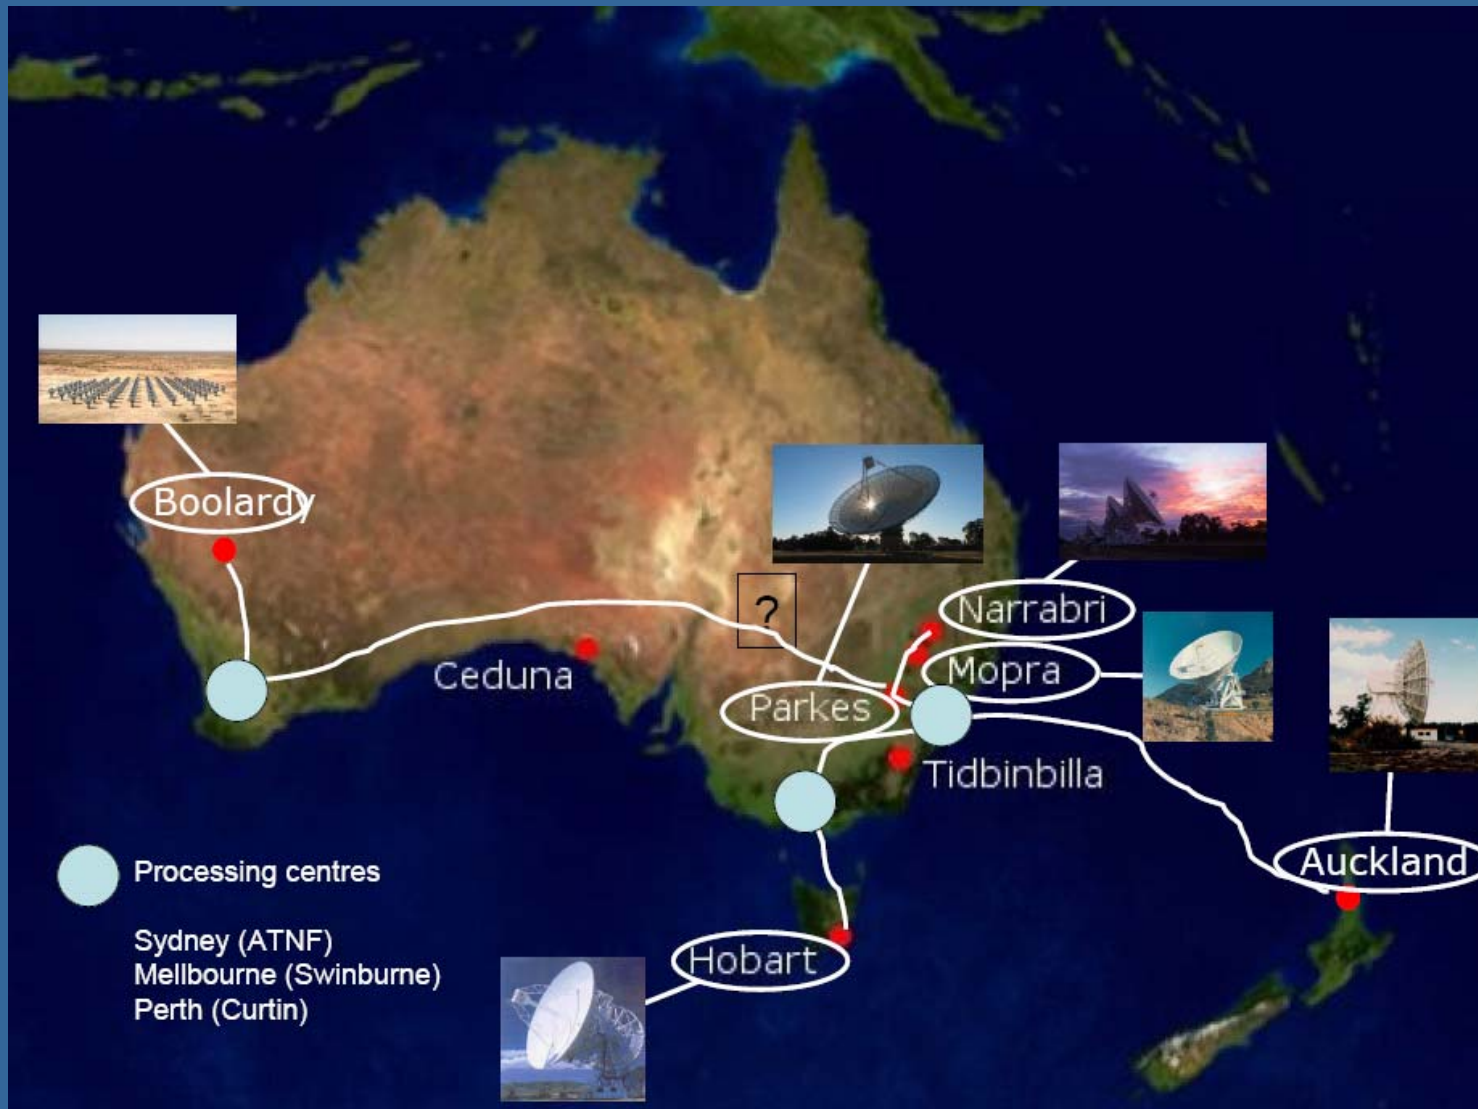 Boolardy
?
Narrabri
Ceduna
Mopra
Parkes
Tidbinbilla
Auckland
Hobart
Processing centres
Sydney (ATNF)
Mellbourne (Swinburne)
Perth (Curtin)